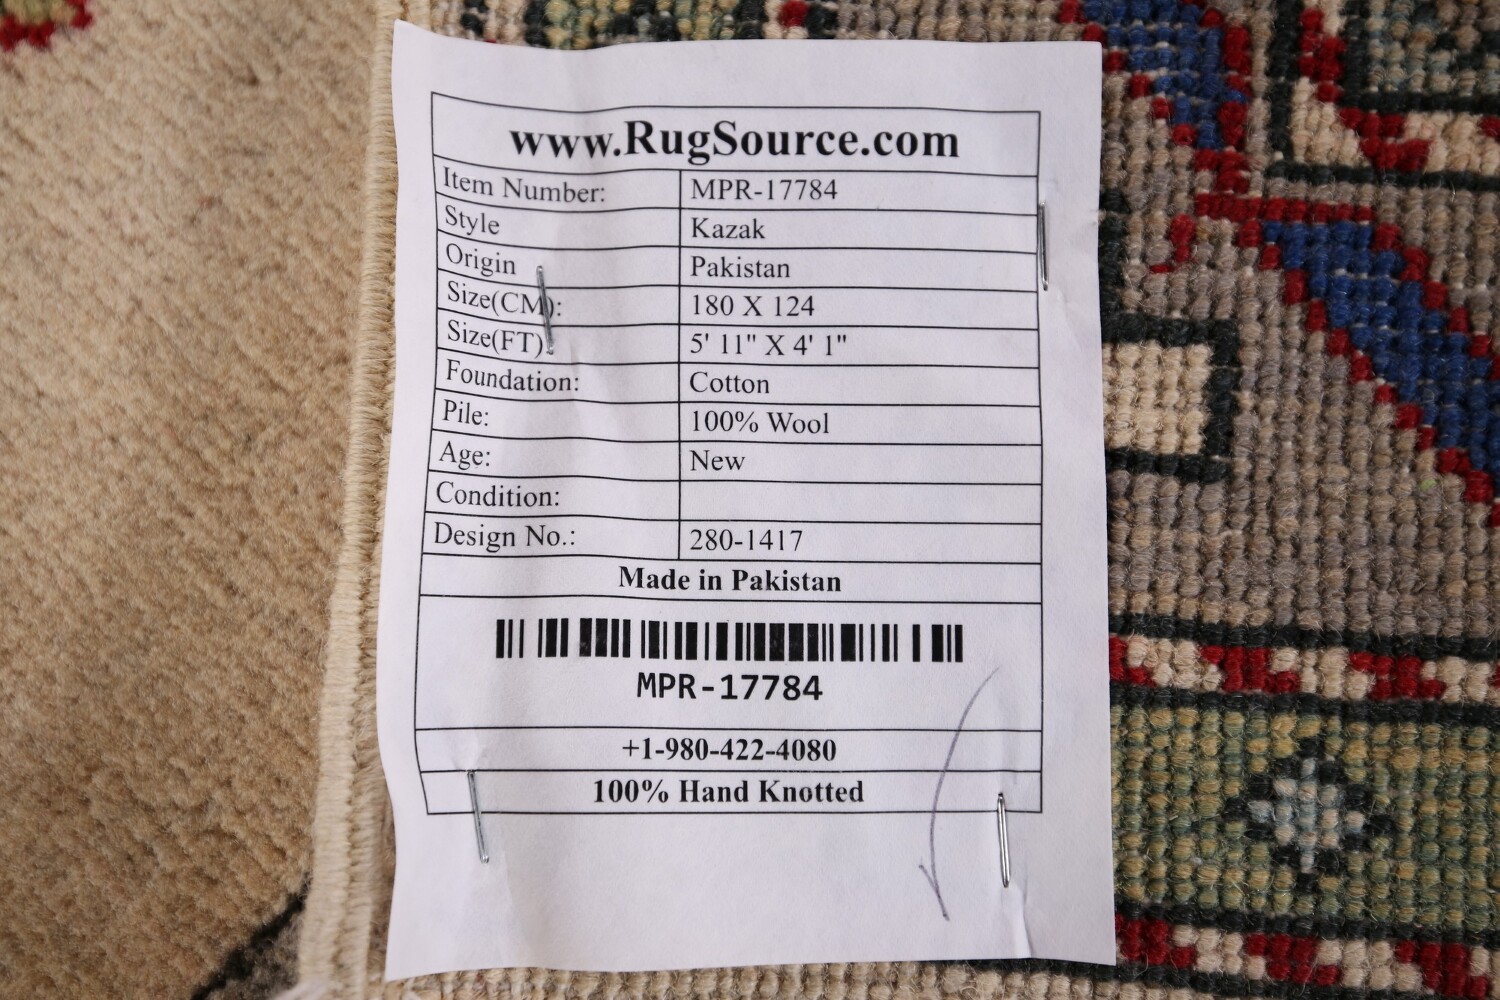 www.RugSource.com
Item Number: MPR-17784
Style Kazak
Origin Pakistan
Size(CM): 180 X 124
Size(FT): 5' 11" X 4' 1"
Foundation: Cotton
Pile: 100% Wool
Age: New
Condition:
Design No.: 280-1417
Made in Pakistan
MPR-17784
+1-980-422-4080
100% Hand Knotted